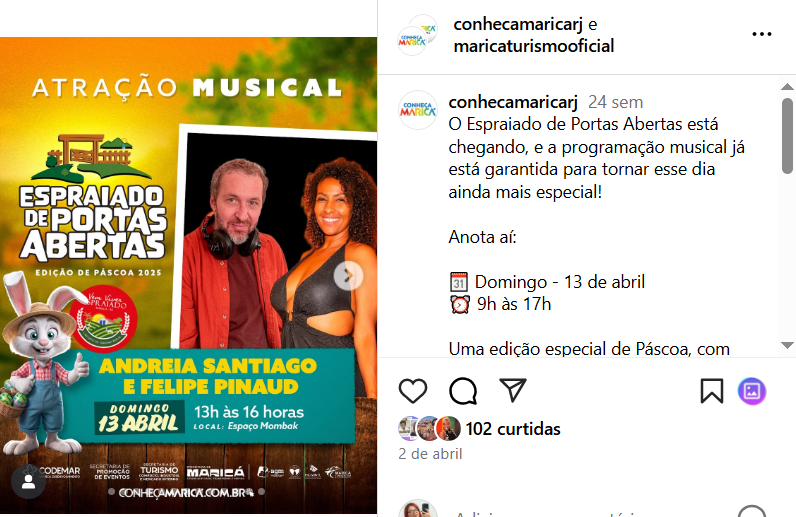 ATRAÇÃO MUSICAL
ESPRAIADO
DE PORTAS
ABERTAS
EDIÇÃO DE PÁSCOA 2025
Vem Viver
ESPRAIADO
ANDREIA SANTIAGO
E FELIPE PINAUD
DOMINGO
13 ABRIL
13h às 16 horas
LOCAL: Espaço Mombak
CODEMAR
SECRETARIA DE
PROMOÇÃO
DE EVENTOS
SECRETARIA DE
TURISMO
MARICÁ
CONHEÇAMARICA.COM.BR
conhecamaricarj e
maricaturismooficial
CONHEÇA
MARICÁ
conhecamaricarj 24 sem
O Espraiado de Portas Abertas está
chegando, e a programação musical já
está garantida para tornar esse dia
ainda mais especial!
Anota aí:
Domingo - 13 de abril
9h às 17h
Uma edição especial de Páscoa, com
102 curtidas
2 de abril